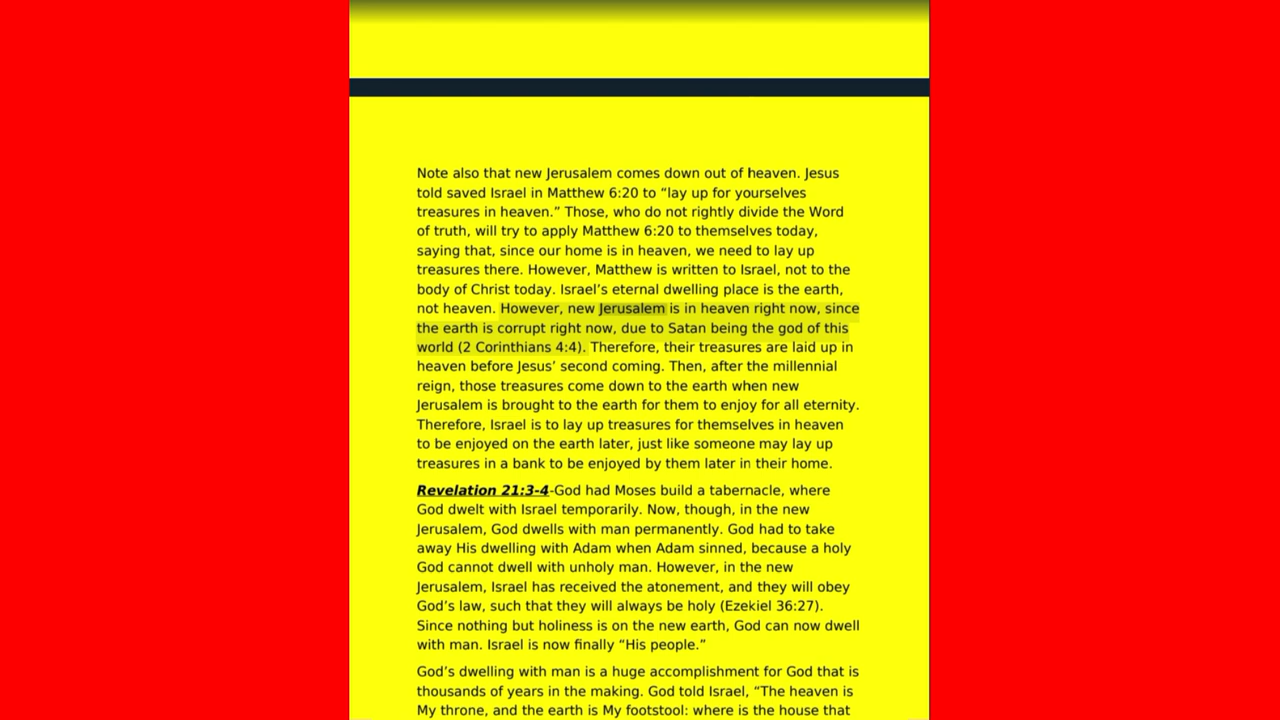 Note also that new Jerusalem comes down out of heaven. Jesus
told saved Israel in Matthew 6:20 to “lay up for yourselves
treasures in heaven.” Those, who do not rightly divide the Word
of truth, will try to apply Matthew 6:20 to themselves today,
saying that, since our home is in heaven, we need to lay up
treasures there. However, Matthew is written to Israel, not to the
body of Christ today. Israel’s eternal dwelling place is the earth,
not heaven. However, new Jerusalem is in heaven right now, since
the earth is corrupt right now, due to Satan being the god of this
world (2 Corinthians 4:4). Therefore, their treasures are laid up in
heaven before Jesus’ second coming. Then, after the millennial
reign, those treasures come down to the earth when new
Jerusalem is brought to the earth for them to enjoy for all eternity.
Therefore, Israel is to lay up treasures for themselves in heaven
to be enjoyed on the earth later, just like someone may lay up
treasures in a bank to be enjoyed by them later in their home.
Revelation 21:3-4-God had Moses build a tabernacle, where
God dwelt with Israel temporarily. Now, though, in the new
Jerusalem, God dwells with man permanently. God had to take
away His dwelling with Adam when Adam sinned, because a holy
God cannot dwell with unholy man. However, in the new
Jerusalem, Israel has received the atonement, and they will obey
God’s law, such that they will always be holy (Ezekiel 36:27).
Since nothing but holiness is on the new earth, God can now dwell
with man. Israel is now finally “His people.”
God’s dwelling with man is a huge accomplishment for God that is
thousands of years in the making. God told Israel, “The heaven is
My throne, and the earth is My footstool: where is the house that